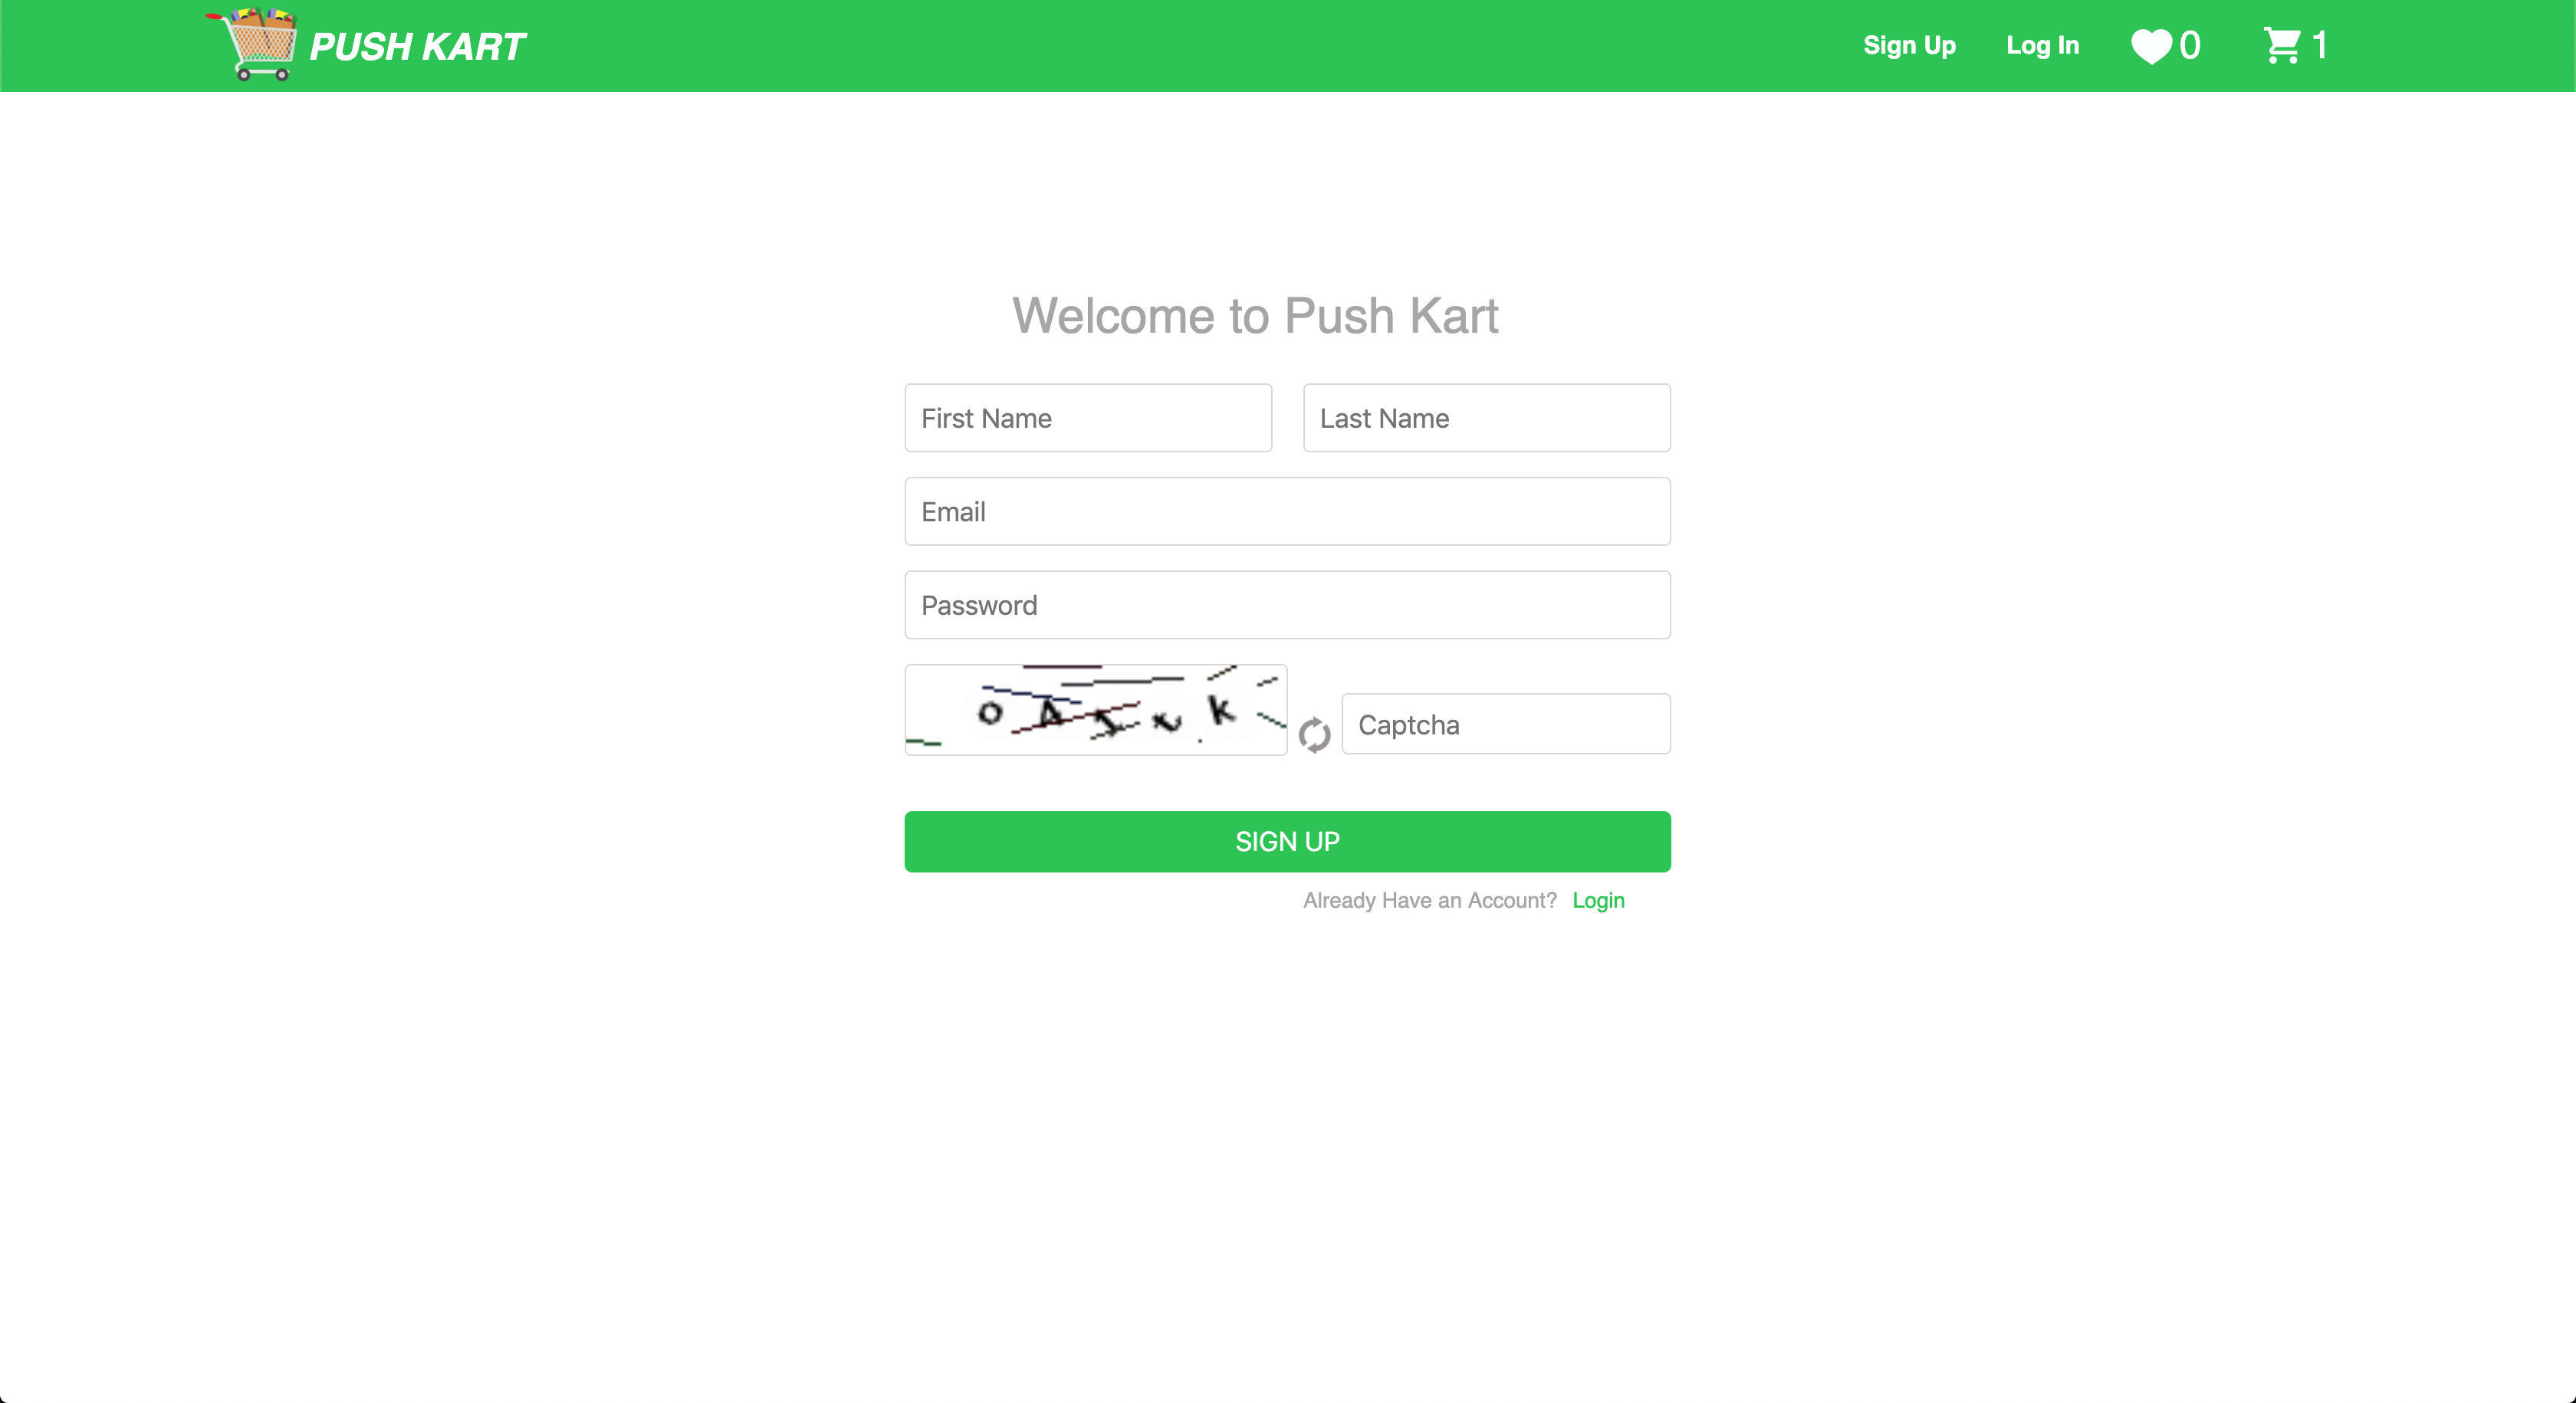 PUSH KART
Sign Up
Log In
0
1
Welcome to Push Kart
First Name
Last Name
Email
Password
Captcha
SIGN UP
Already Have an Account? Login